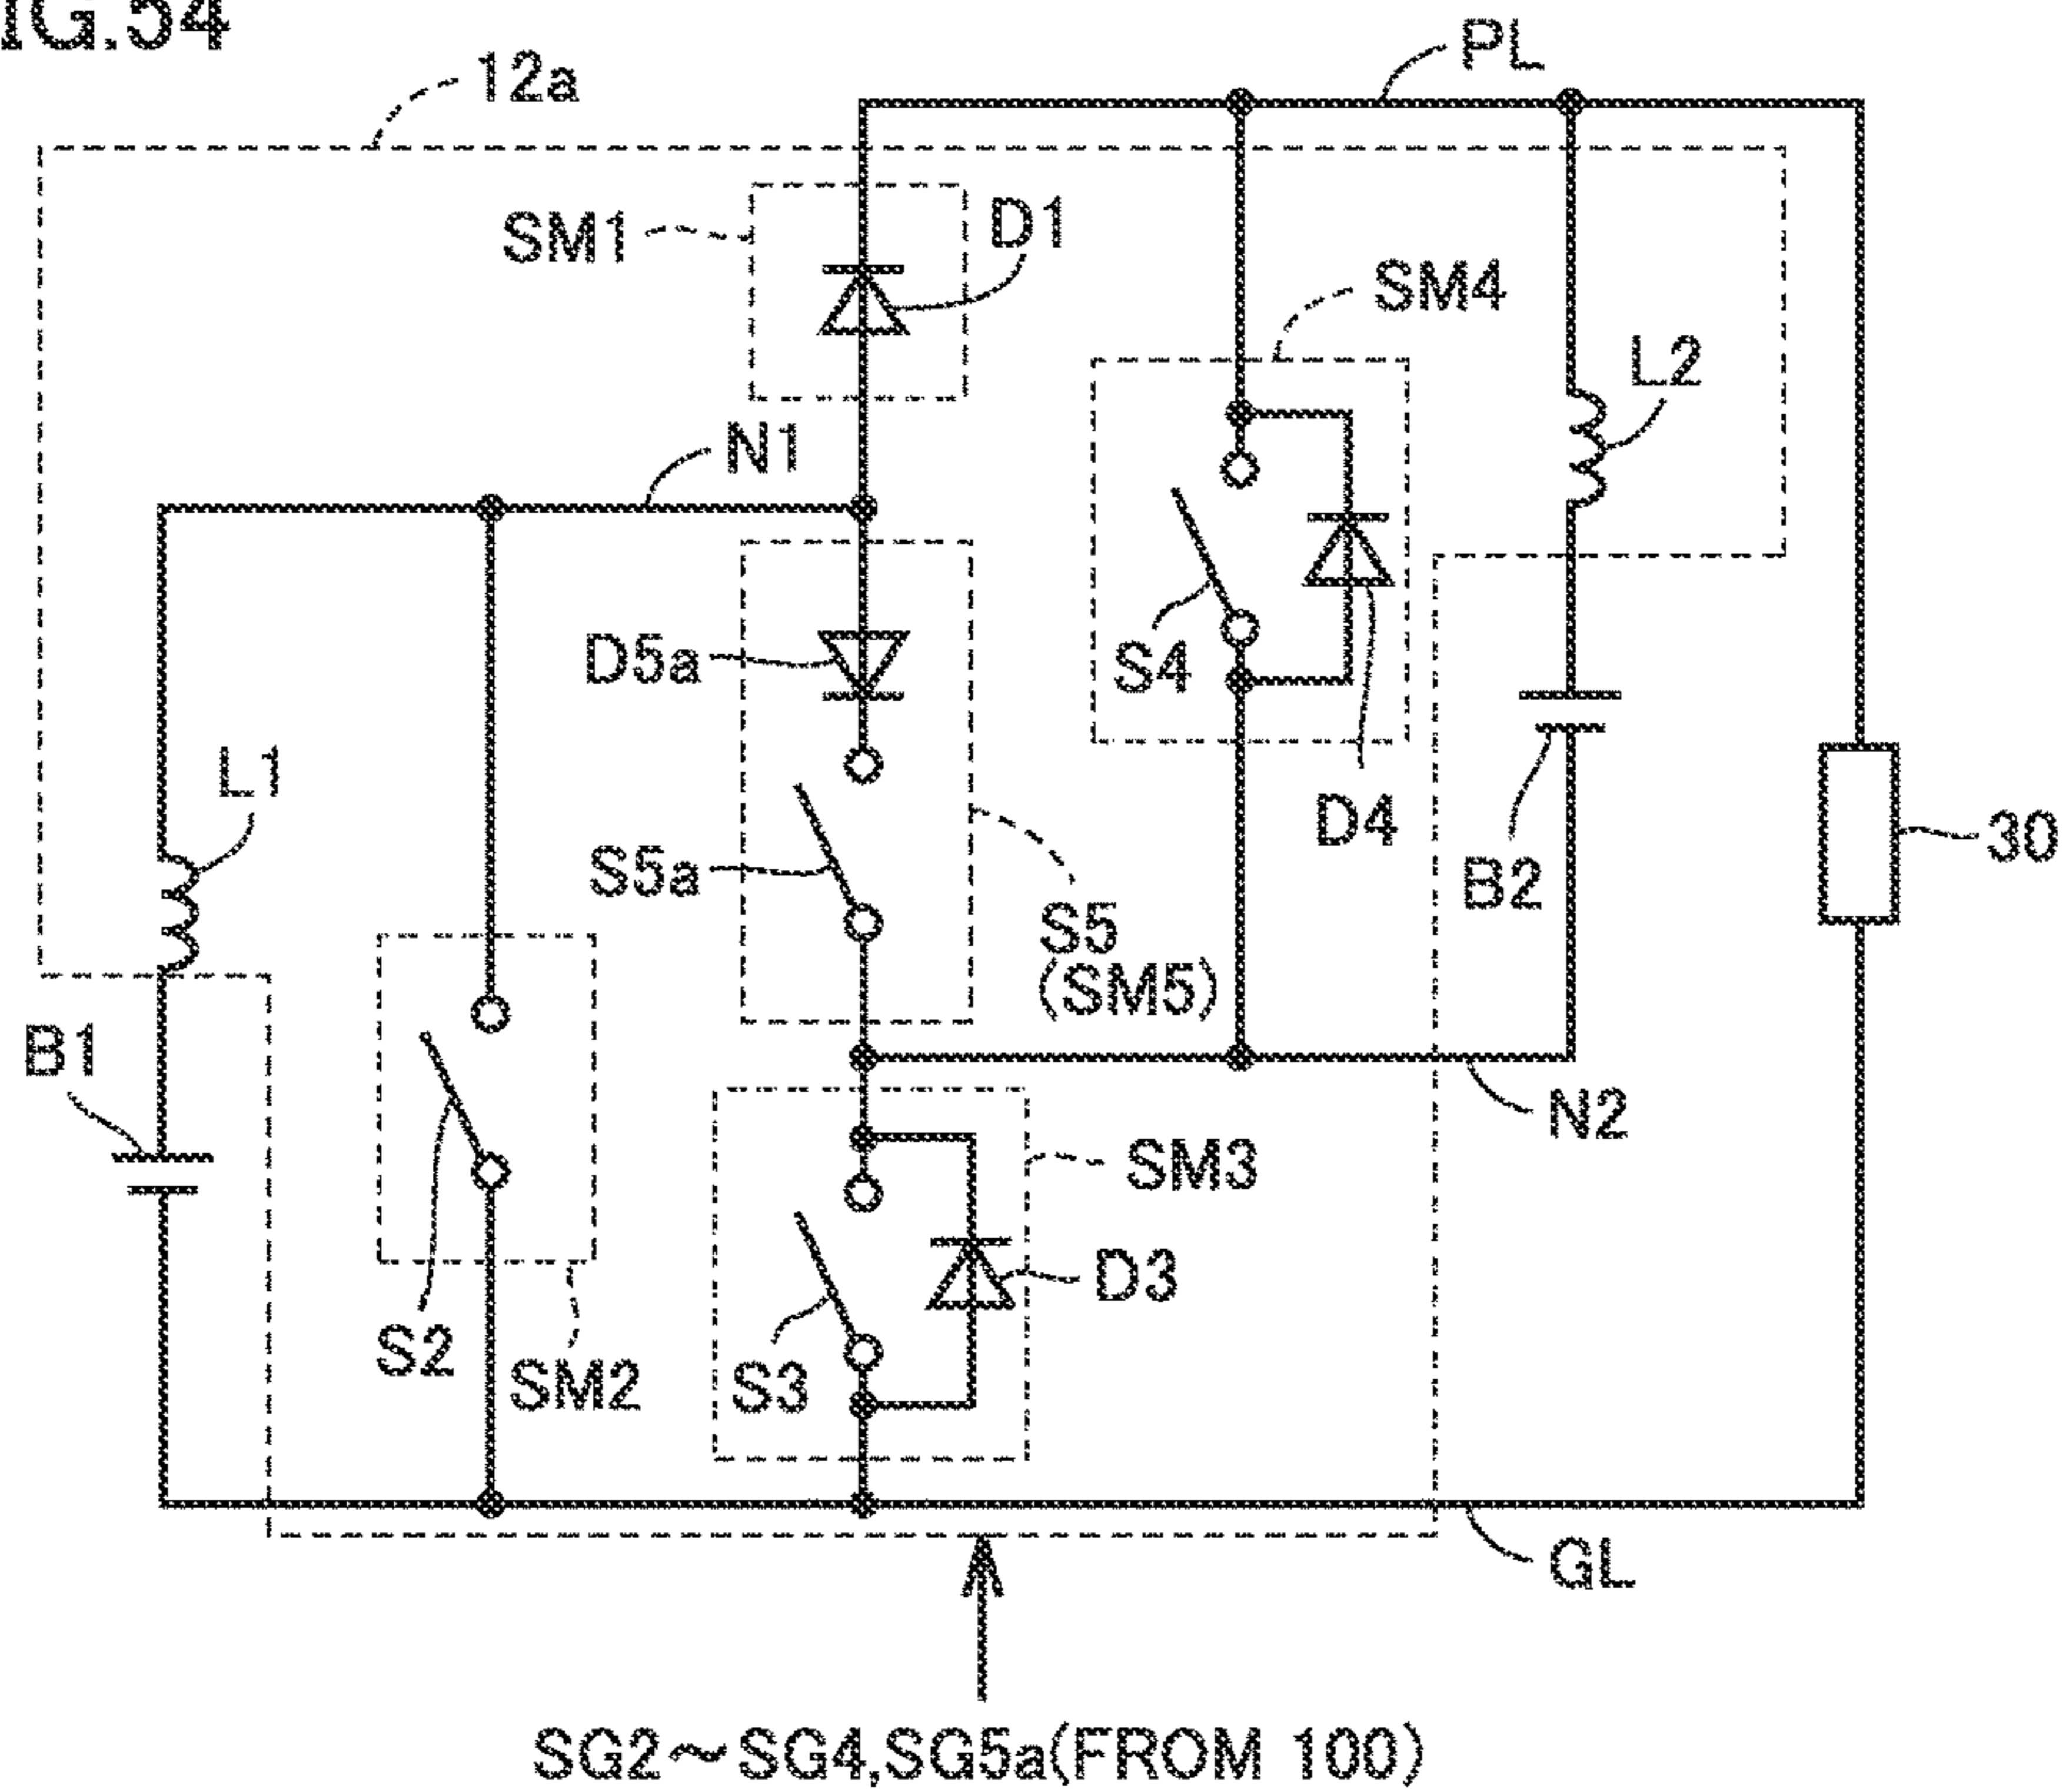 IG.54
12a
PL
SM1
D1
SM4
L2
N1
D5a
S4
L1
D4
S5a
B2
30
S5
(SM5)
B1
N2
SM3
D3
S2
SM2
S3
GL
SG2～SG4,SG5a(FROM 100)